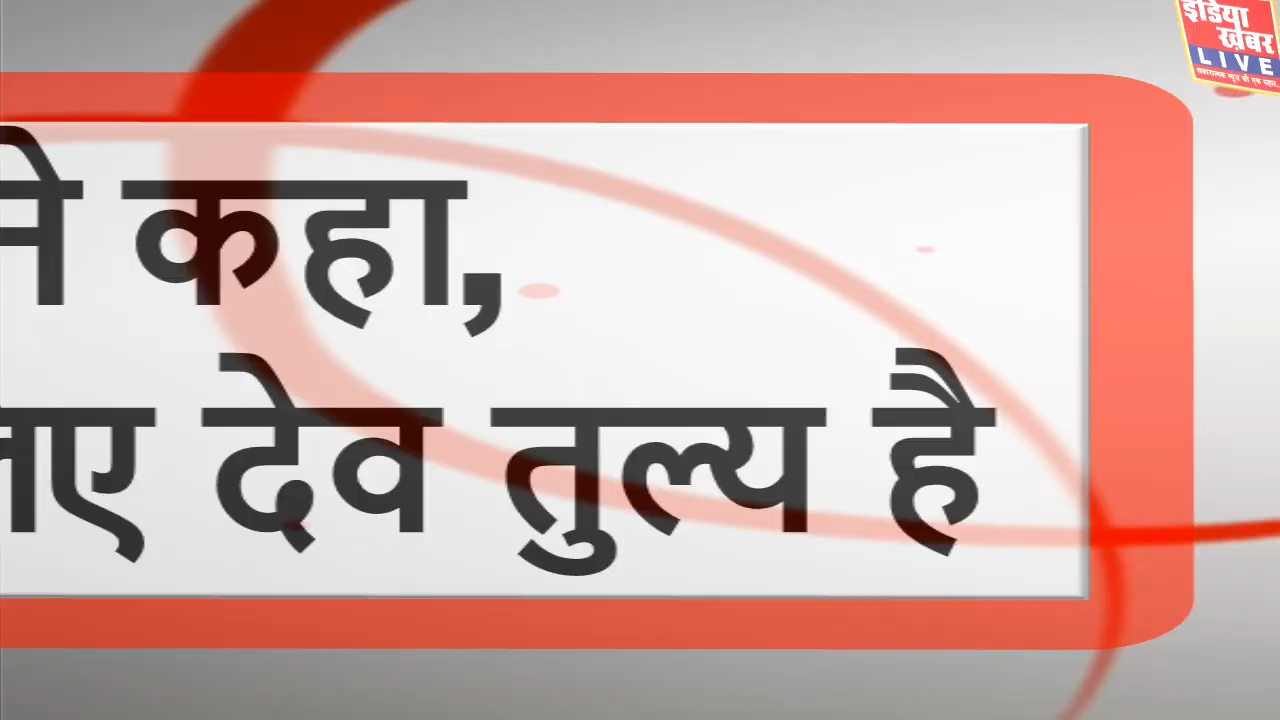 ने कहा,
देव तुल्य है
इंडिया
ख़बर
LIVE